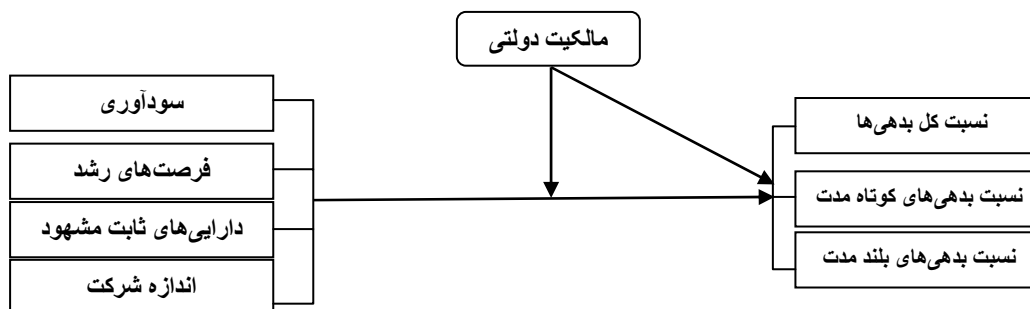 مالکیت دولتی
سودآوری
فرصت‌های رشد
دارایی‌های ثابت مشهود
اندازه شرکت
نسبت کل بدهی‌ها
نسبت بدهی‌های کوتاه مدت
نسبت بدهی‌های بلند مدت